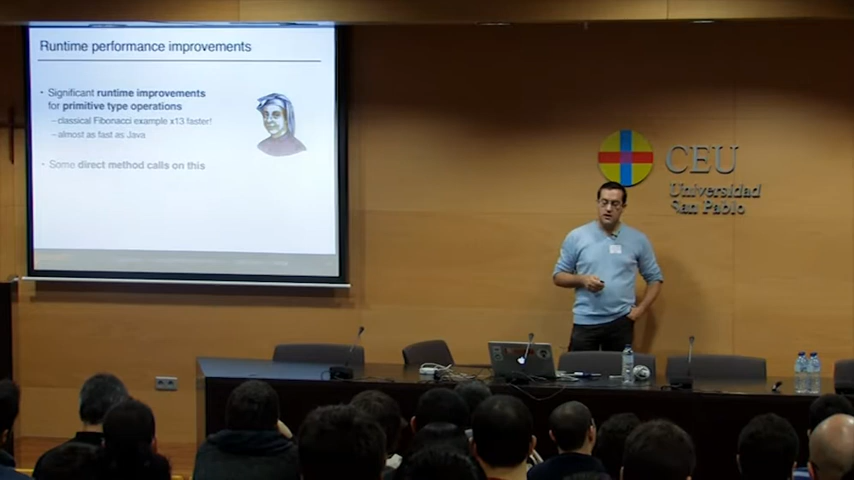 Runtime performance improvements
• Significant runtime improvements
for primitive type operations
–classical Fibonacci example x13 faster!
–almost as fast as Java
• Some direct method calls on this
CEU
Universidad
San Pablo